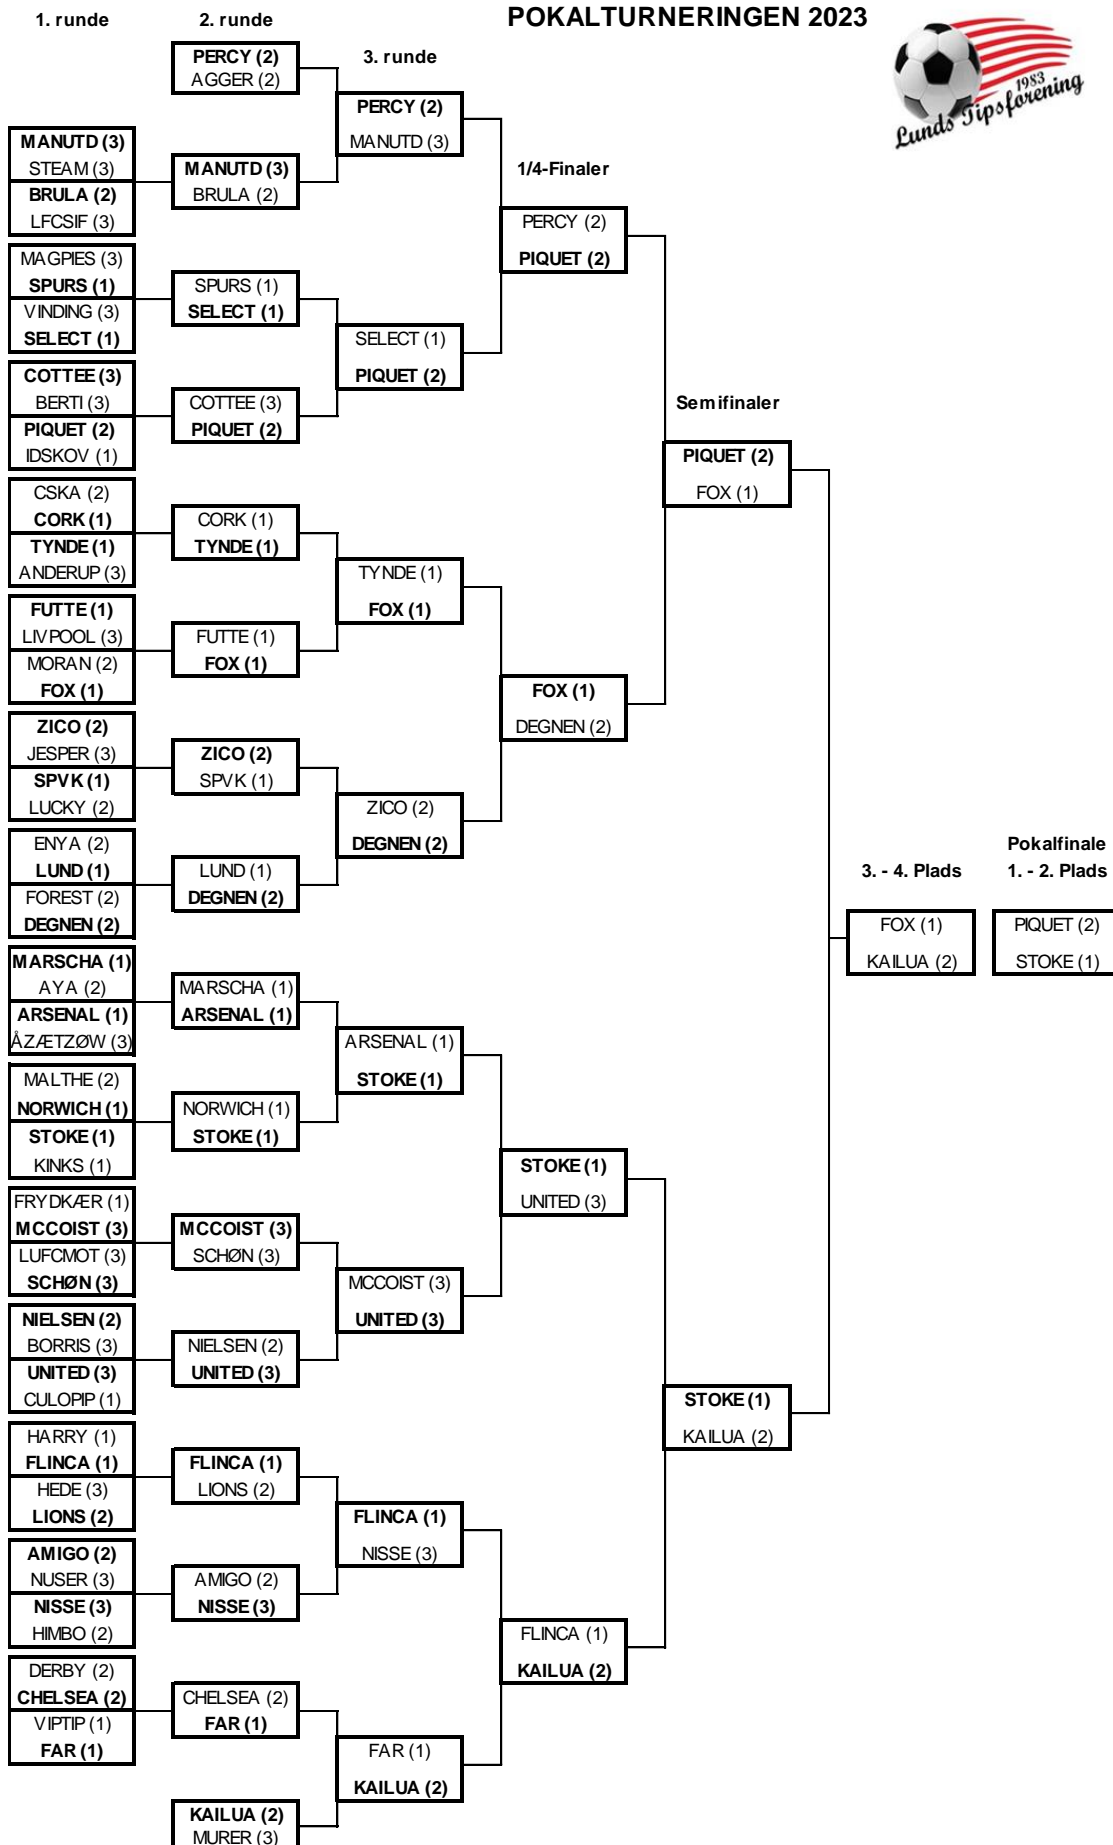 POKALTURNERINGEN 2023
1983
Lunds Tipsforening
1. runde
MANUTD (3)
STEAM (3)
BRULA (2)
LFCSIF (3)
MAGPIES (3)
SPURS (1)
VINDING (3)
SELECT (1)
COTTEE (3)
BERTI (3)
PIQUET (2)
IDSKOV (1)
CSKA (2)
CORK (1)
TYNDE (1)
ANDERUP (3)
FUTTE (1)
LIVPOOL (3)
MORAN (2)
FOX (1)
ZICO (2)
JESPER (3)
SPVK (1)
LUCKY (2)
ENYA (2)
LUND (1)
FOREST (2)
DEGNEN (2)
MARSCHA (1)
AYA (2)
ARSENAL (1)
ÅZÆTZØW (3)
MALTHE (2)
NORWICH (1)
STOKE (1)
KINKS (1)
FRYDKÆR (1)
MCCOIST (3)
LUFCMOT (3)
SCHØN (3)
NIELSEN (2)
BORRIS (3)
UNITED (3)
CULOPIP (1)
HARRY (1)
FLINCA (1)
HEDE (3)
LIONS (2)
AMIGO (2)
NUSER (3)
NISSE (3)
HIMBO (2)
DERBY (2)
CHELSEA (2)
VIPTIP (1)
FAR (1)
2. runde
PERCY (2)
AGGER (2)
MANUTD (3)
BRULA (2)
SPURS (1)
SELECT (1)
COTTEE (3)
PIQUET (2)
CORK (1)
TYNDE (1)
FUTTE (1)
FOX (1)
ZICO (2)
SPVK (1)
LUND (1)
DEGNEN (2)
MARSCHA (1)
ARSENAL (1)
NORWICH (1)
STOKE (1)
MCCOIST (3)
SCHØN (3)
NIELSEN (2)
UNITED (3)
FLINCA (1)
LIONS (2)
AMIGO (2)
NISSE (3)
CHELSEA (2)
FAR (1)
KAILUA (2)
MURER (3)
3. runde
PERCY (2)
MANUTD (3)
SELECT (1)
PIQUET (2)
TYNDE (1)
FOX (1)
ZICO (2)
DEGNEN (2)
ARSENAL (1)
STOKE (1)
MCCOIST (3)
UNITED (3)
FLINCA (1)
NISSE (3)
FAR (1)
KAILUA (2)
1/4-Finaler
PERCY (2)
PIQUET (2)
FOX (1)
DEGNEN (2)
STOKE (1)
UNITED (3)
FLINCA (1)
KAILUA (2)
Semifinaler
PIQUET (2)
FOX (1)
STOKE (1)
KAILUA (2)
3. - 4. Plads
FOX (1)
KAILUA (2)
Pokalfinale
1. - 2. Plads
PIQUET (2)
STOKE (1)